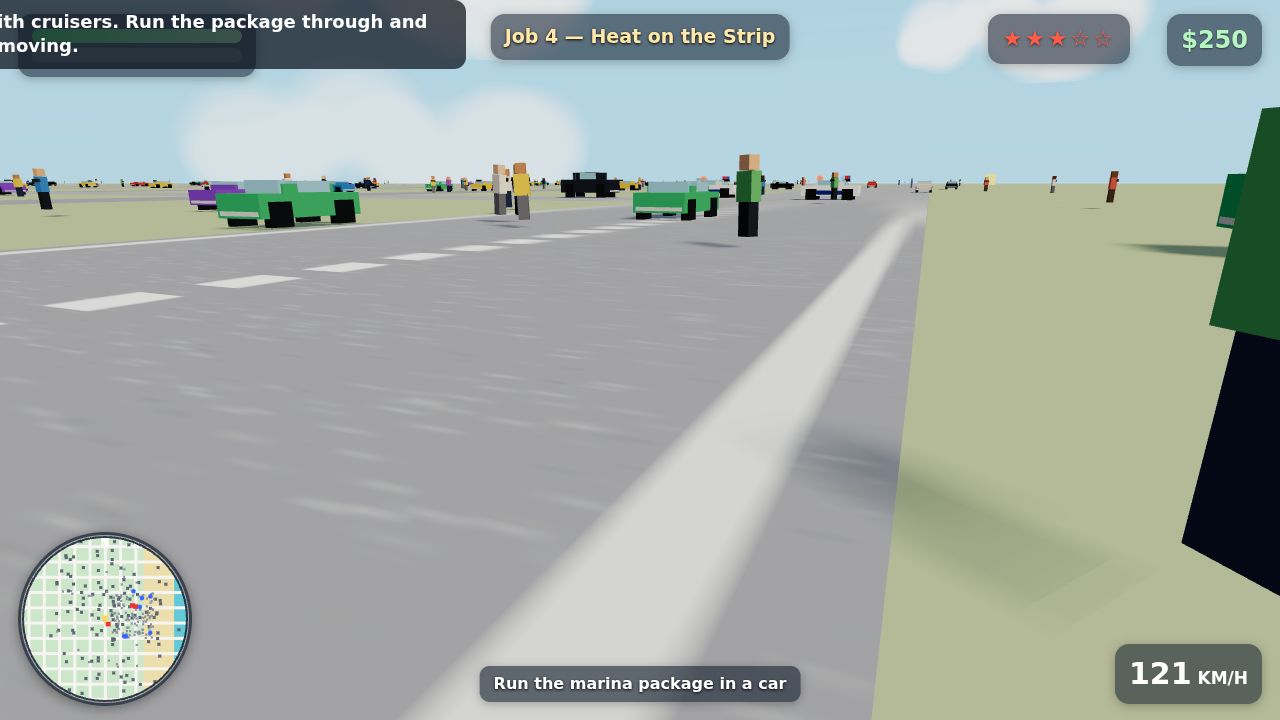 ith cruisers. Run the package through and
moving.
Job 4 — Heat on the Strip
★★★☆☆
$250
Run the marina package in a car
121 KM/H